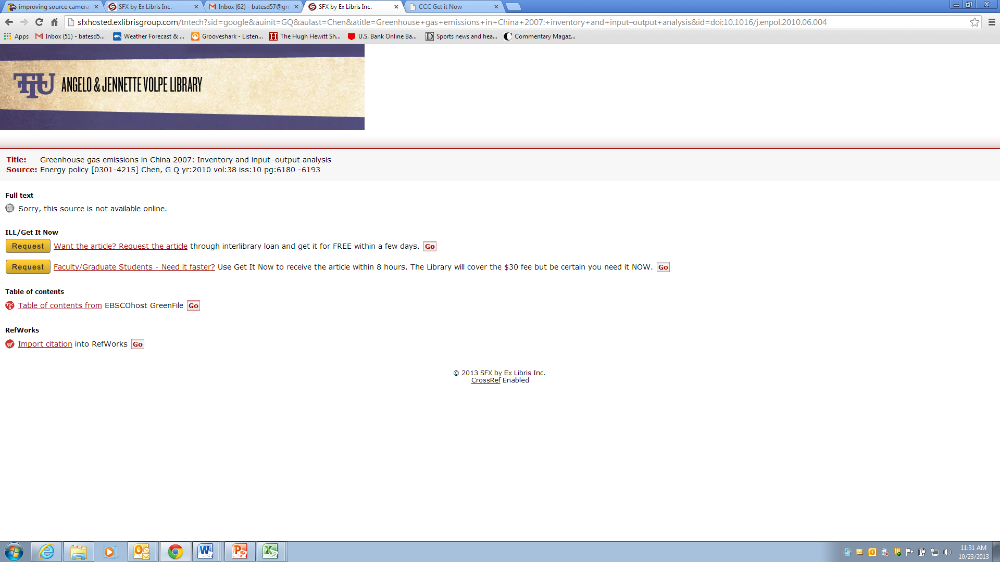 improving source camera
SFX by Ex Libris Inc.
Inbox (62) - batesd57@gm
SFX by Ex Libris Inc.
CCC Get it Now
sfxhosted.exlibrisgroup.com/tntech?sid=google&auinit=GQ&aulast=Chen&atitle=Greenhouse+gas+emissions+in+China+2007:+inventory+and+input–output+analysis&id=doi:10.1016/j.enpol.2010.06.004
Apps
Inbox (51) - batesd5...
Weather Forecast & ...
Grooveshark - Listen...
The Hugh Hewitt Sh...
U.S. Bank Online Ba...
Sports news and hea...
Commentary Magaz...
TTU ANGELO & JENNETTE VOLPE LIBRARY
Title: Greenhouse gas emissions in China 2007: Inventory and input–output analysis
Source: Energy policy [0301-4215] Chen, G Q yr:2010 vol:38 iss:10 pg:6180 -6193
Full text
Sorry, this source is not available online.
ILL/Get It Now
Request Want the article? Request the article through interlibrary loan and get it for FREE within a few days. Go
Request Faculty/Graduate Students - Need it faster? Use Get It Now to receive the article within 8 hours. The Library will cover the $30 fee but be certain you need it NOW. Go
Table of contents
Table of contents from EBSCOhost GreenFile Go
RefWorks
Import citation into RefWorks Go
© 2013 SFX by Ex Libris Inc.
CrossRef Enabled
11:31 AM
10/23/2013